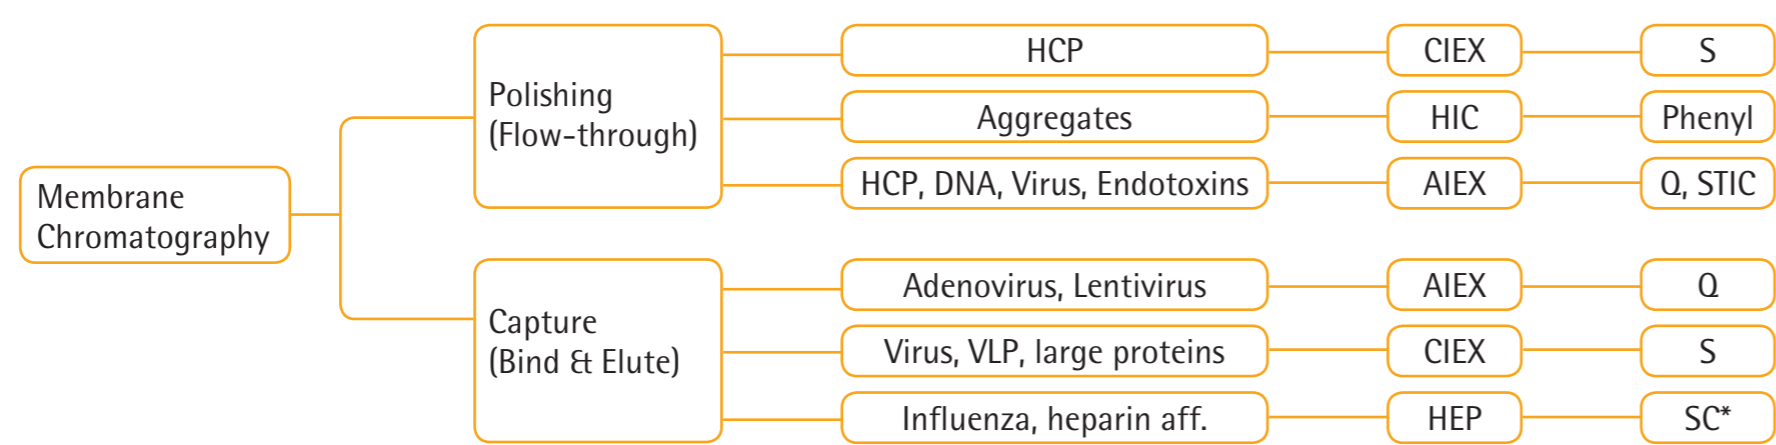 Membrane
Chromatography
Polishing
(Flow-through)
HCP
CIEX
S
Aggregates
HIC
Phenyl
HCP, DNA, Virus, Endotoxins
AIEX
Q, STIC
Capture
(Bind & Elute)
Adenovirus, Lentivirus
AIEX
Q
Virus, VLP, large proteins
CIEX
S
Influenza, heparin aff.
HEP
SC*